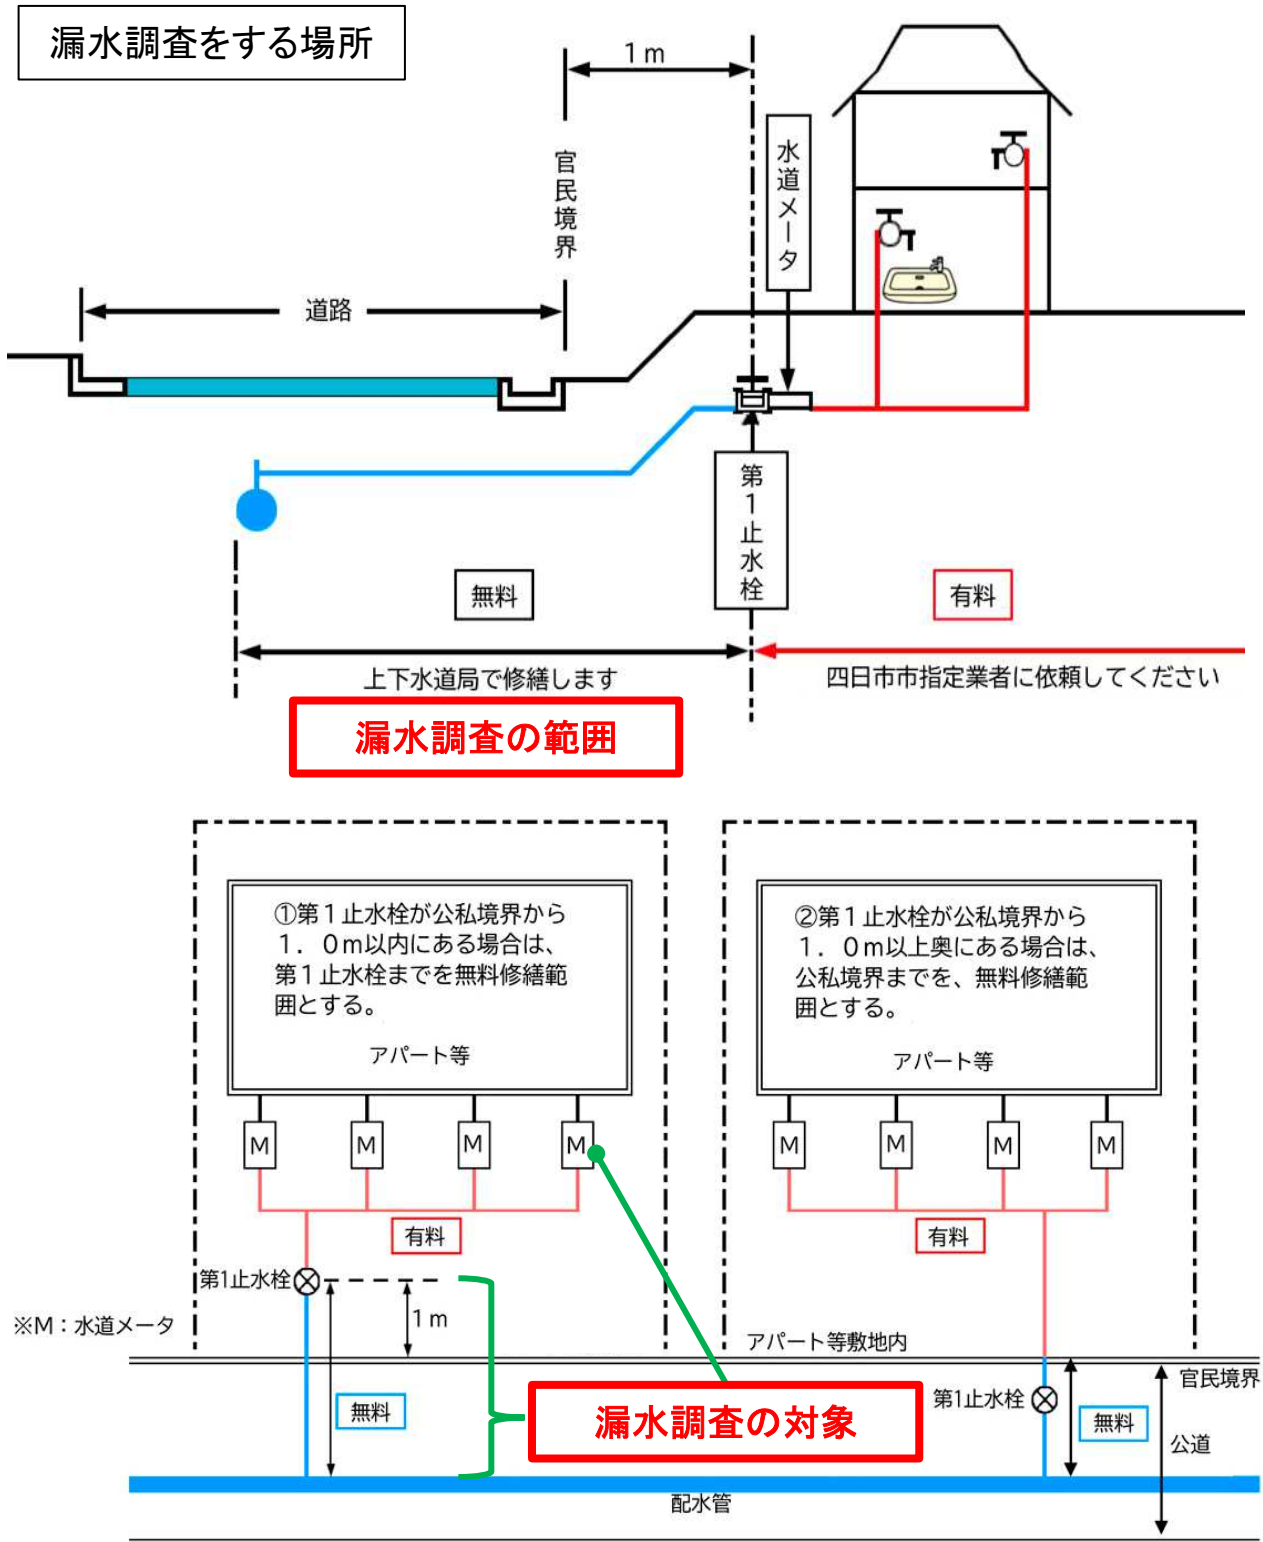 漏水調査をする場所
1m
官民境界
水道メータ
道路
第1止水栓
無料
有料
上下水道局で修繕します
四日市市指定業者に依頼してください
漏水調査の範囲
①第1止水栓が公私境界から
1.0m以内にある場合は、
第1止水栓までを無料修繕範
囲とする。
アパート等
M
M
M
M
有料
第1止水栓
1m
※M：水道メータ
無料
②第1止水栓が公私境界から
1.0m以上奥にある場合は、
公私境界までを、無料修繕範
囲とする。
アパート等
M
M
M
M
有料
アパート等敷地内
官民境界
第1止水栓
無料
公道
漏水調査の対象
配水管